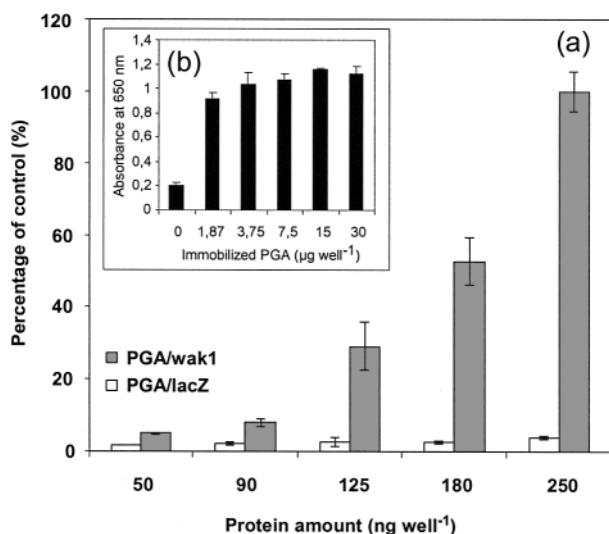 (a)
(b)
Absorbance at 650 nm
1,4
1,2
1
0,8
0,6
0,4
0,2
0
0 1,87 3,75 7,5 15 30
Immobilized PGA (µg well-1)
Percentage of control (%)
120
100
80
60
40
20
0
PGA/wak1
PGA/lacZ
50 90 125 180 250
Protein amount (ng well-1)